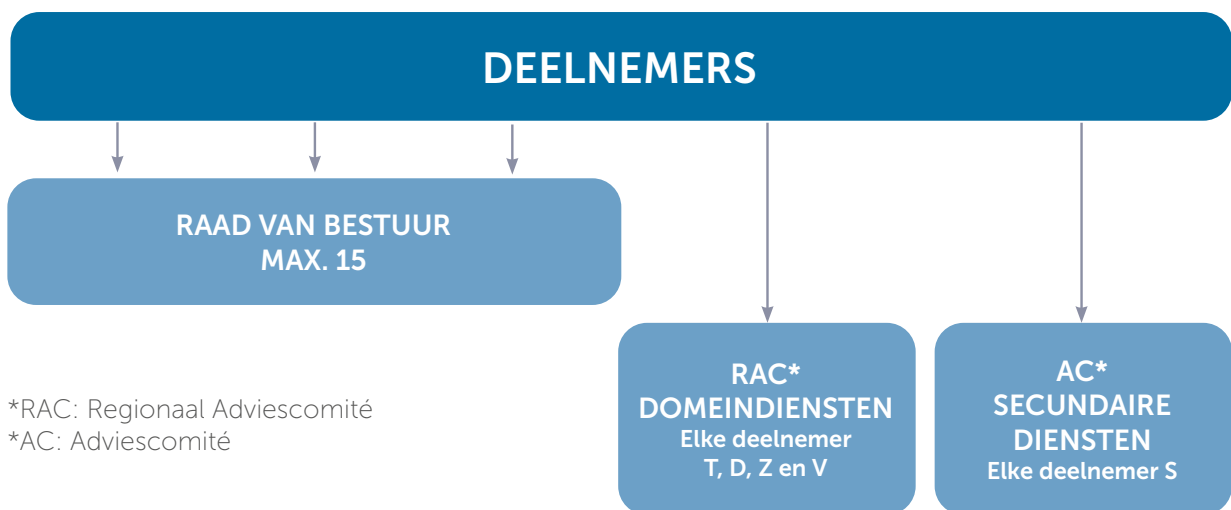 DEELNEMERS
RAAD VAN BESTUUR
MAX. 15
RAC*
DOMEINDIENSTEN
Elke deelnemer
T, D, Z en V
AC*
SECUNDAIRE
DIENSTEN
Elke deelnemer S
*RAC: Regionaal Adviescomité
*AC: Adviescomité